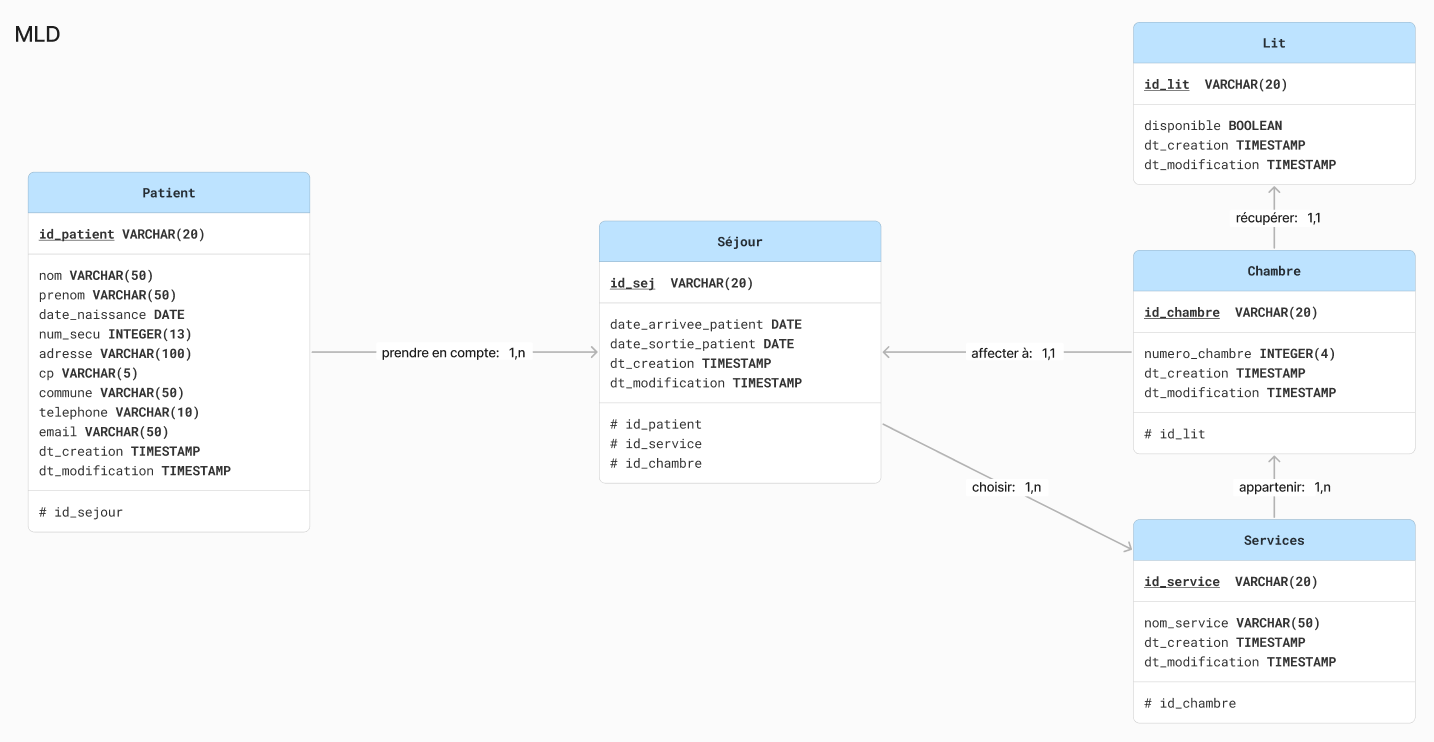 MLD
Patient
id_patient VARCHAR(20)
nom VARCHAR(50)
prenom VARCHAR(50)
date_naissance DATE
num_secu INTEGER(13)
adresse VARCHAR(100)
cp VARCHAR(5)
commune VARCHAR(50)
telephone VARCHAR(10)
email VARCHAR(50)
dt_creation TIMESTAMP
dt_modification TIMESTAMP
# id_sejour
prendre en compte: 1,n
Séjour
id_sej VARCHAR(20)
date_arrivee_patient DATE
date_sortie_patient DATE
dt_creation TIMESTAMP
dt_modification TIMESTAMP
# id_patient
# id_service
# id_chambre
affecter à: 1,1
choisir: 1,n
Lit
id_lit VARCHAR(20)
disponible BOOLEAN
dt_creation TIMESTAMP
dt_modification TIMESTAMP
récupérer: 1,1
Chambre
id_chambre VARCHAR(20)
numero_chambre INTEGER(4)
dt_creation TIMESTAMP
dt_modification TIMESTAMP
# id_lit
appartenir: 1,n
Services
id_service VARCHAR(20)
nom_service VARCHAR(50)
dt_creation TIMESTAMP
dt_modification TIMESTAMP
# id_chambre